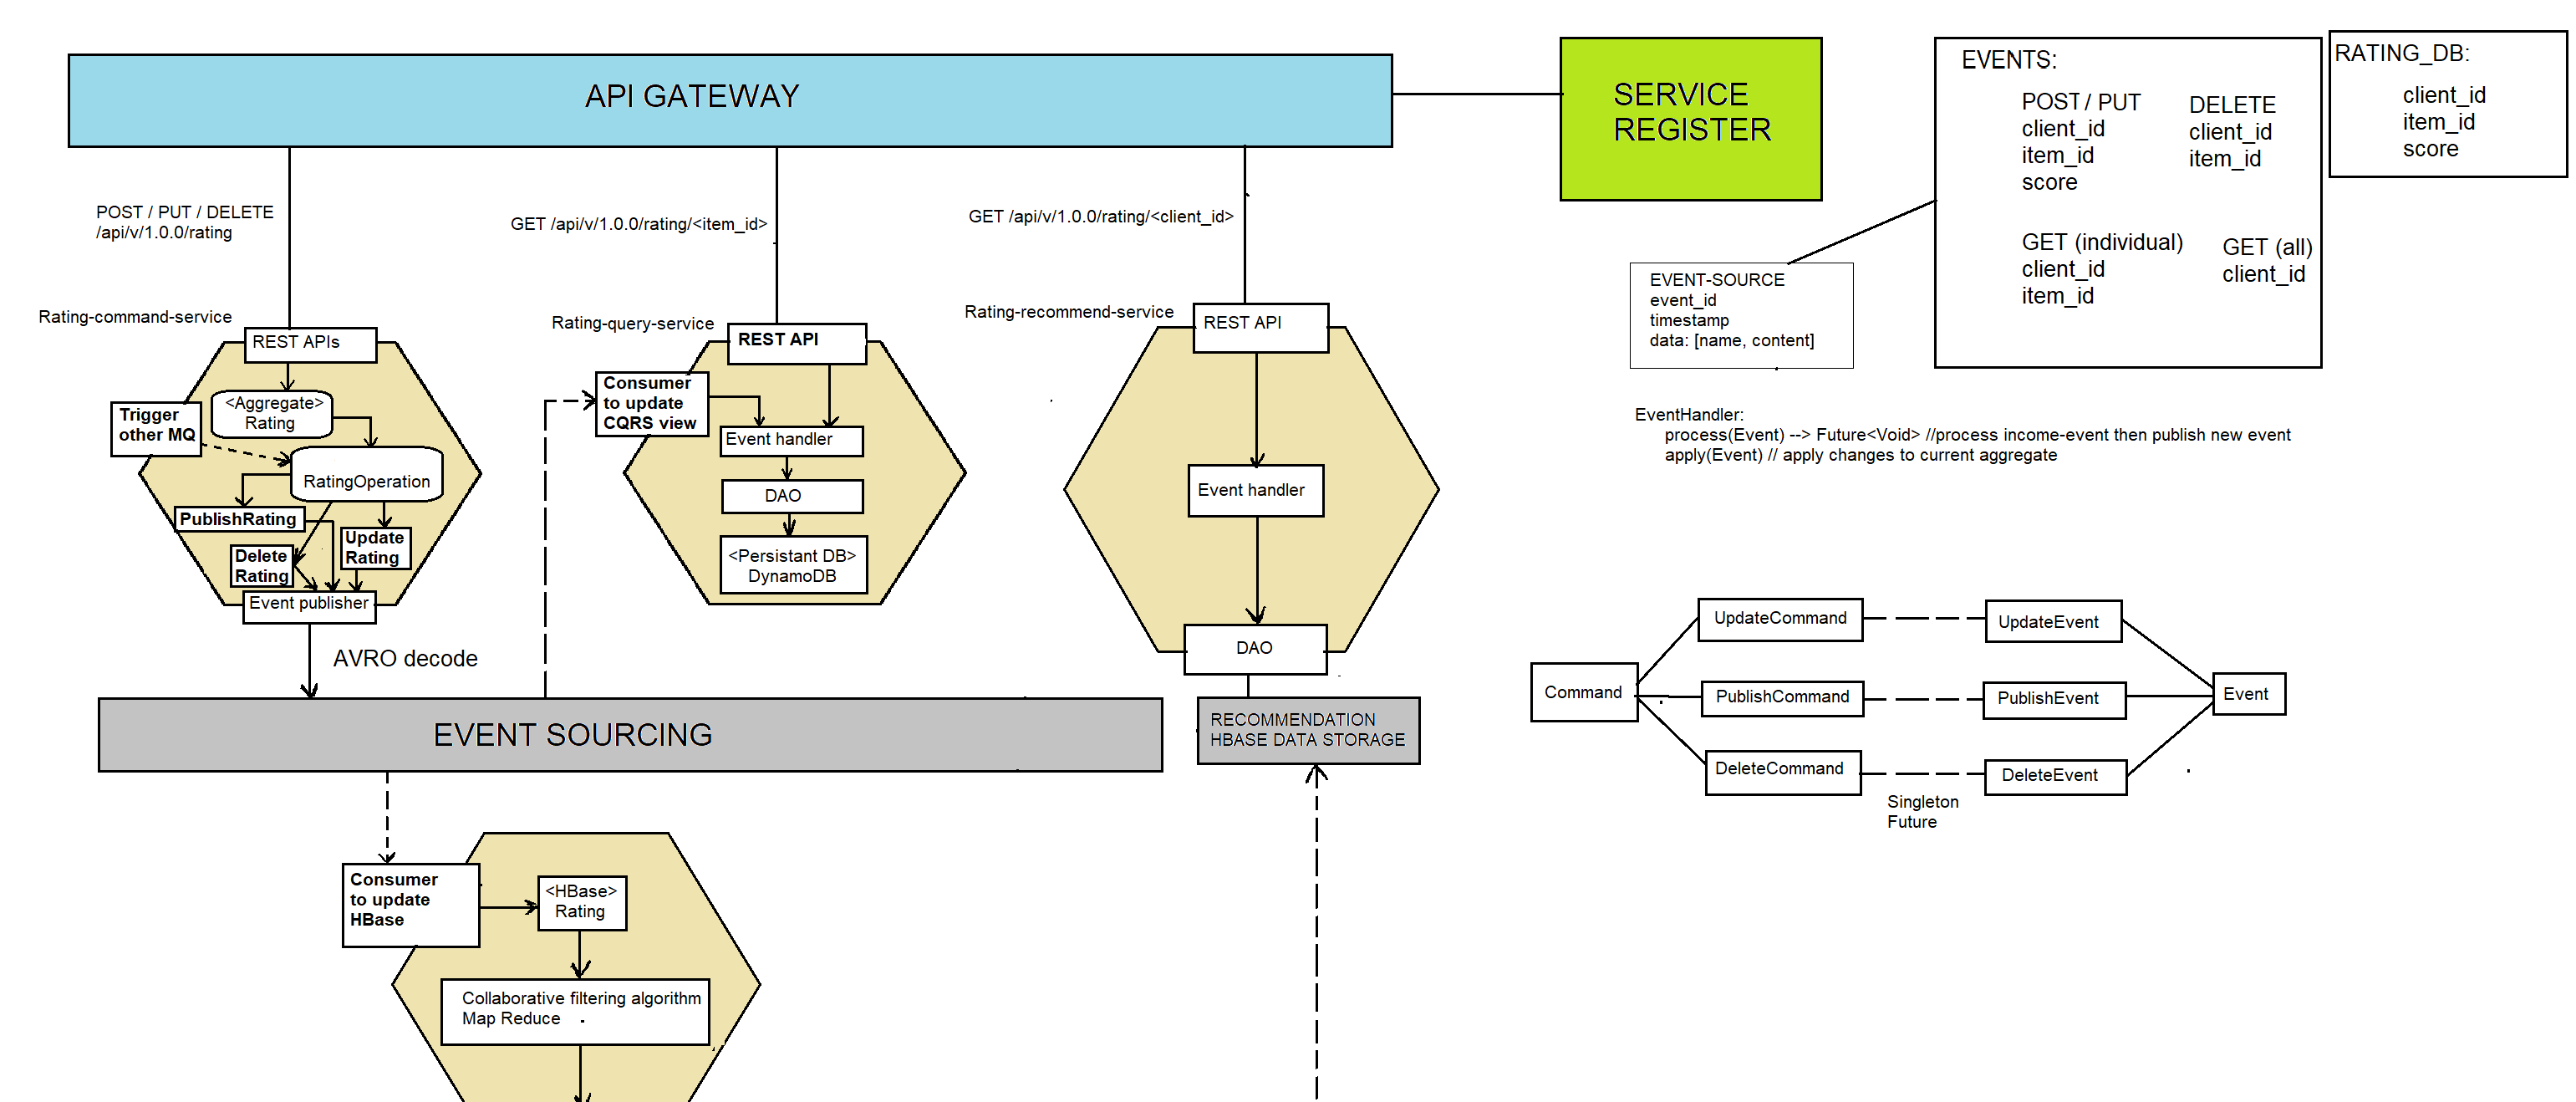 API GATEWAY
SERVICE
REGISTER
EVENTS:
POST / PUT
client_id
item_id
score
DELETE
client_id
item_id
GET (individual)
client_id
item_id
GET (all)
client_id
RATING_DB:
client_id
item_id
score
POST / PUT / DELETE
/api/v/1.0.0/rating
GET /api/v/1.0.0/rating/<item_id>
GET /api/v/1.0.0/rating/<client_id>
EVENT-SOURCE
event_id
timestamp
data: [name, content]
EventHandler:
process(Event) --> Future<Void> //process income-event then publish new event
apply(Event) // apply changes to current aggregate
Rating-command-service
REST APIs
<Aggregate>
Rating
Trigger
other MQ
RatingOperation
PublishRating
Delete
Rating
Update
Rating
Event publisher
AVRO decode
Rating-query-service
REST API
Consumer
to update
CQRS view
Event handler
DAO
<Persistant DB>
DynamoDB
Rating-recommend-service
REST API
Event handler
DAO
EVENT SOURCING
RECOMMENDATION
HBASE DATA STORAGE
Command
UpdateCommand
UpdateEvent
PublishCommand
PublishEvent
Event
DeleteCommand
DeleteEvent
Singleton
Future
Consumer
to update
HBase
<HBase>
Rating
Collaborative filtering algorithm
Map Reduce